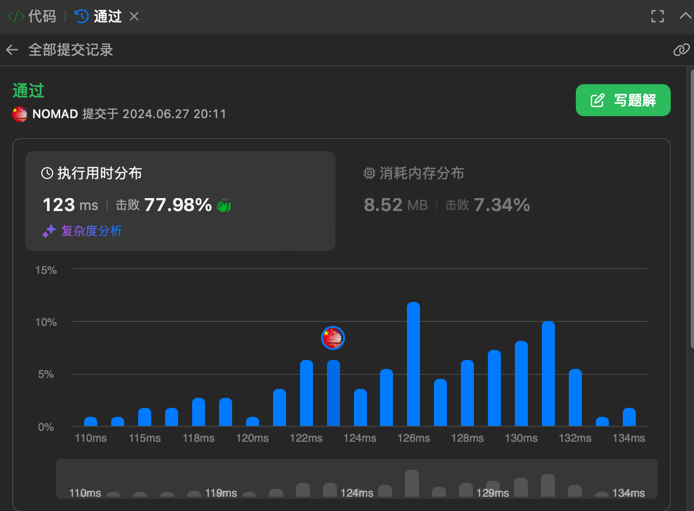 </> 代码 | 通过 ×
全部提交记录
通过
NOMAD 提交于 2024.06.27 20:11
写题解
执行用时分布
123 ms | 击败 77.98%
复杂度分析
消耗内存分布
8.52 MB | 击败 7.34%
15%
10%
5%
0%
110ms 115ms 118ms 120ms 122ms 124ms 126ms 128ms 130ms 132ms 134ms
110ms 119ms 124ms 129ms 134ms